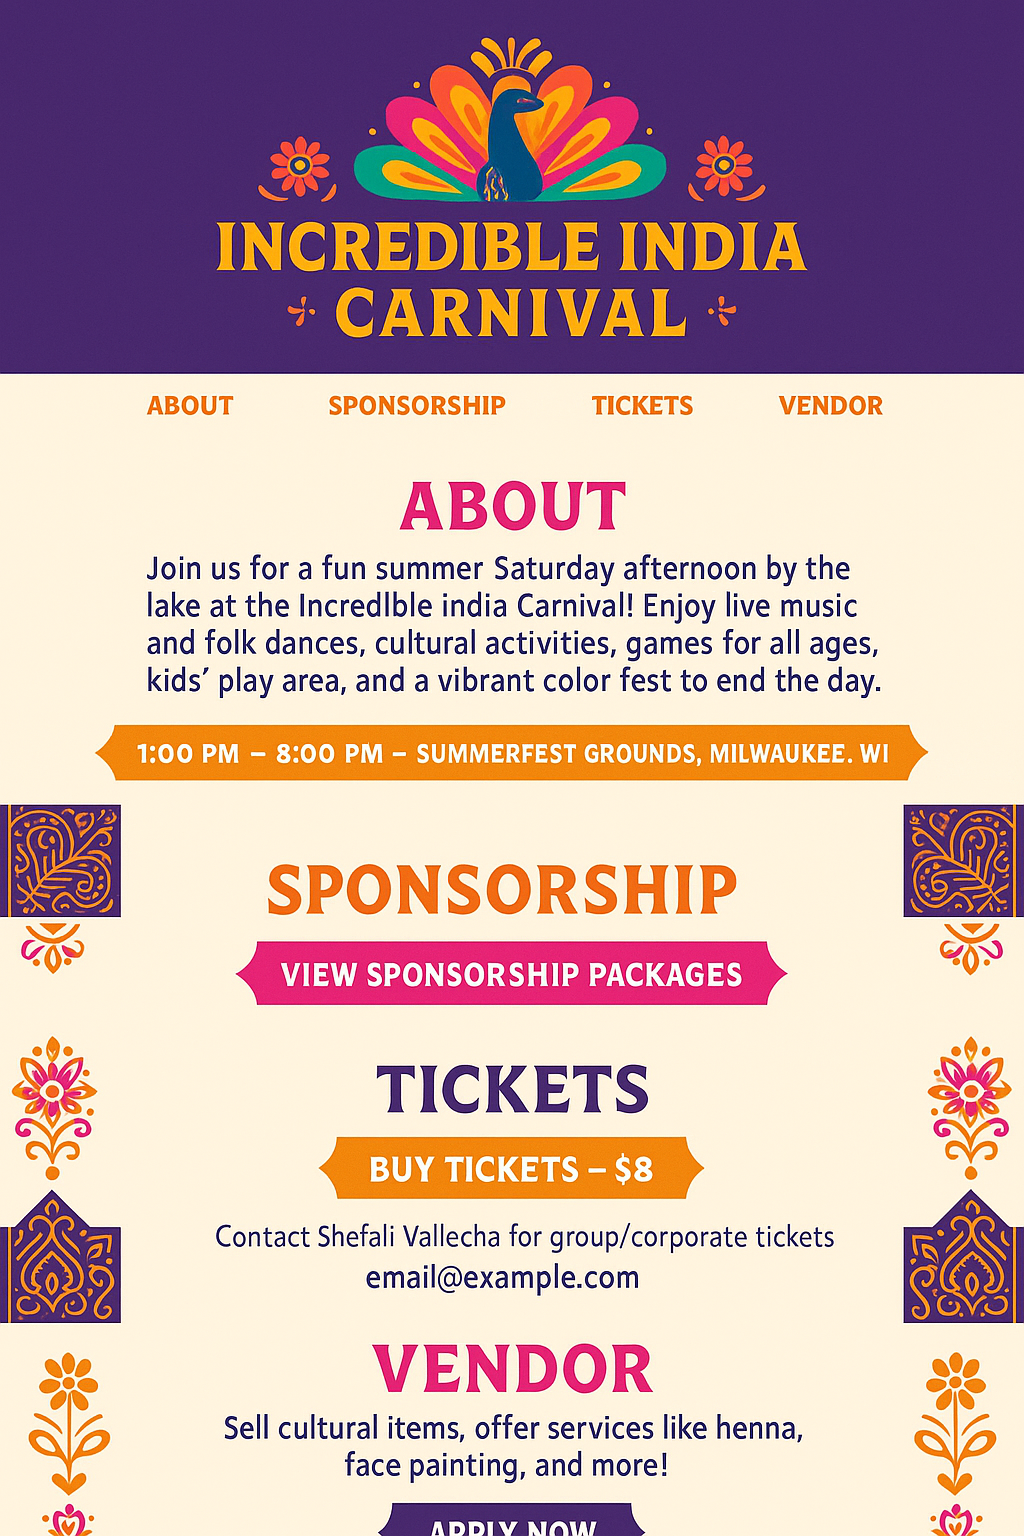 INCREDIBLE INDIA
CARNIVAL
ABOUT SPONSORSHIP TICKETS VENDOR
ABOUT
Join us for a fun summer Saturday afternoon by the
lake at the Incredlble india Carnival! Enjoy live music
and folk dances, cultural activities, games for all ages,
kids’ play area, and a vibrant color fest to end the day.
1:00 PM – 8:00 PM – SUMMERFEST GROUNDS, MILWAUKEE. WI
SPONSORSHIP
VIEW SPONSORSHIP PACKAGES
TICKETS
BUY TICKETS – $8
Contact Shefali Vallecha for group/corporate tickets
email@example.com
VENDOR
Sell cultural items, offer services like henna,
face painting, and more!
APPLY NOW